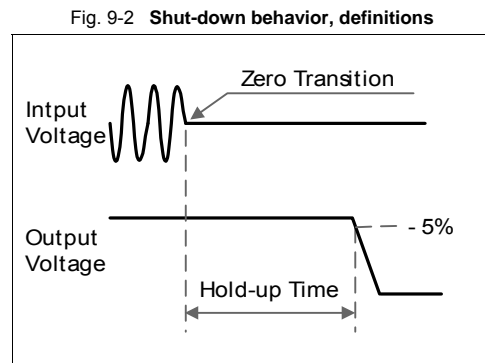 Fig. 9-2 Shut-down behavior, definitions
Zero Transition
Intput
Voltage
Output
Voltage
- 5%
Hold-up Time